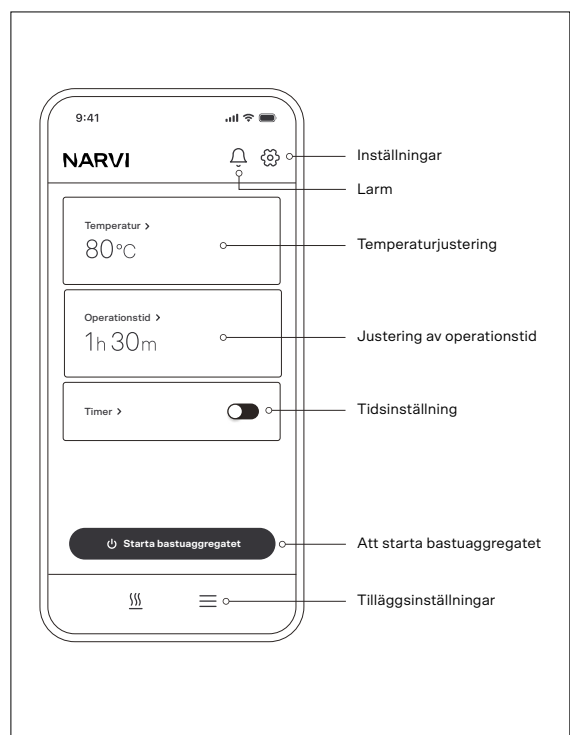 9:41
NARVI
Inställningar
Larm
Temperatur >
80°C
Temperaturjustering
Operationstid >
1h 30m
Justering av operationstid
Timer >
Tidsinställning
Starta bastuaggregatet
Att starta bastuaggregatet
Tilläggsinställningar